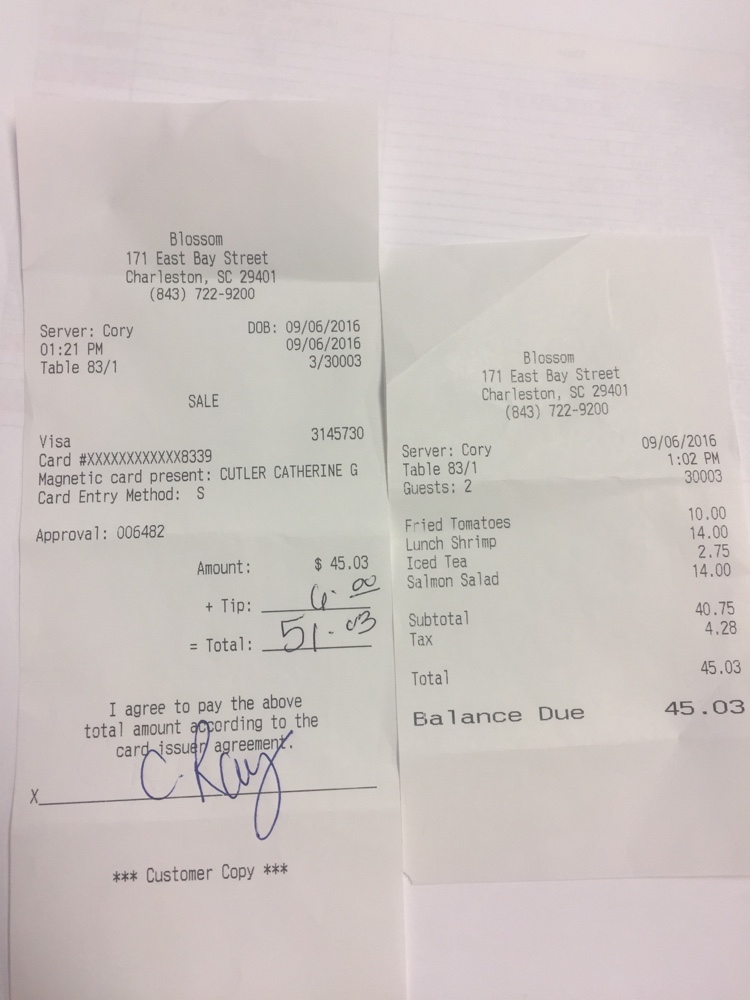 Blossom
171 East Bay Street
Charleston, SC 29401
(843) 722-9200
Server: Cory DOB: 09/06/2016
01:21 PM 09/06/2016
Table 83/1 3/30003
SALE
Visa 3145730
Card #XXXXXXXXXXXX8339
Magnetic card present: CUTLER CATHERINE G
Card Entry Method: S
Approval: 006482
Amount: $ 45.03
+ Tip: 6.00
= Total: 51.03
I agree to pay the above
total amount according to the
card issuer agreement.
X C. Ray
*** Customer Copy ***
Blossom
171 East Bay Street
Charleston, SC 29401
(843) 722-9200
Server: Cory 09/06/2016
Table 83/1 1:02 PM
Guests: 2 30003
Fried Tomatoes 10.00
Lunch Shrimp 14.00
Iced Tea 2.75
Salmon Salad 14.00
Subtotal 40.75
Tax 4.28
Total 45.03
Balance Due 45.03